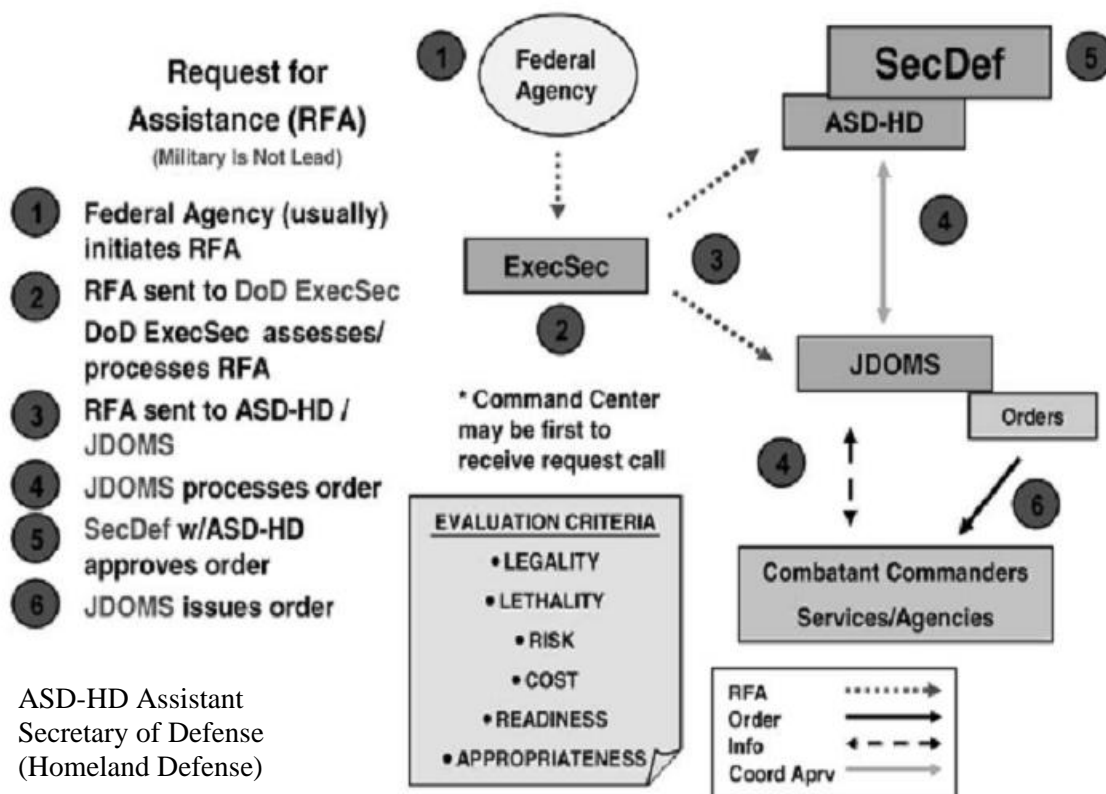 Request for
Assistance (RFA)
(Military Is Not Lead)
1 Federal Agency (usually)
initiates RFA
2 RFA sent to DoD ExecSec
DoD ExecSec assesses/
processes RFA
3 RFA sent to ASD-HD /
JDOMS
4 JDOMS processes order
5 SecDef w/ASD-HD
approves order
6 JDOMS issues order
ASD-HD Assistant
Secretary of Defense
(Homeland Defense)
1
Federal
Agency
ExecSec
2
3
* Command Center
may be first to
receive request call
EVALUATION CRITERIA
• LEGALITY
• LETHALITY
• RISK
• COST
• READINESS
• APPROPRIATENESS
SecDef
5
ASD-HD
4
JDOMS
Orders
4
6
Combatant Commanders
Services/Agencies
RFA
Order
Info
Coord Aprv